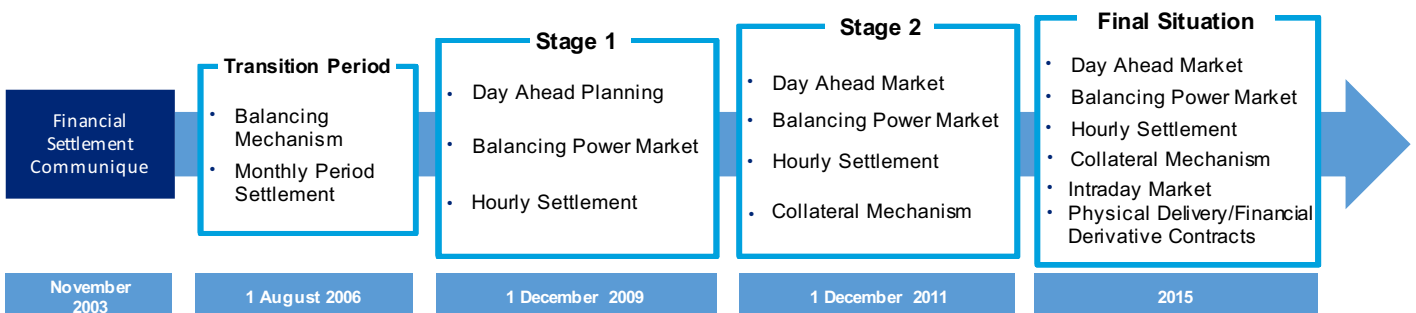 Financial
Settlement
Communique
November
2003
Transition Period
• Balancing
Mechanism
• Monthly Period
Settlement
1 August 2006
Stage 1
• Day Ahead Planning
• Balancing Power Market
• Hourly Settlement
1 December 2009
Stage 2
• Day Ahead Market
• Balancing Power Market
• Hourly Settlement
• Collateral Mechanism
1 December 2011
Final Situation
• Day Ahead Market
• Balancing Power Market
• Hourly Settlement
• Collateral Mechanism
• Intraday Market
• Physical Delivery/Financial
Derivative Contracts
2015